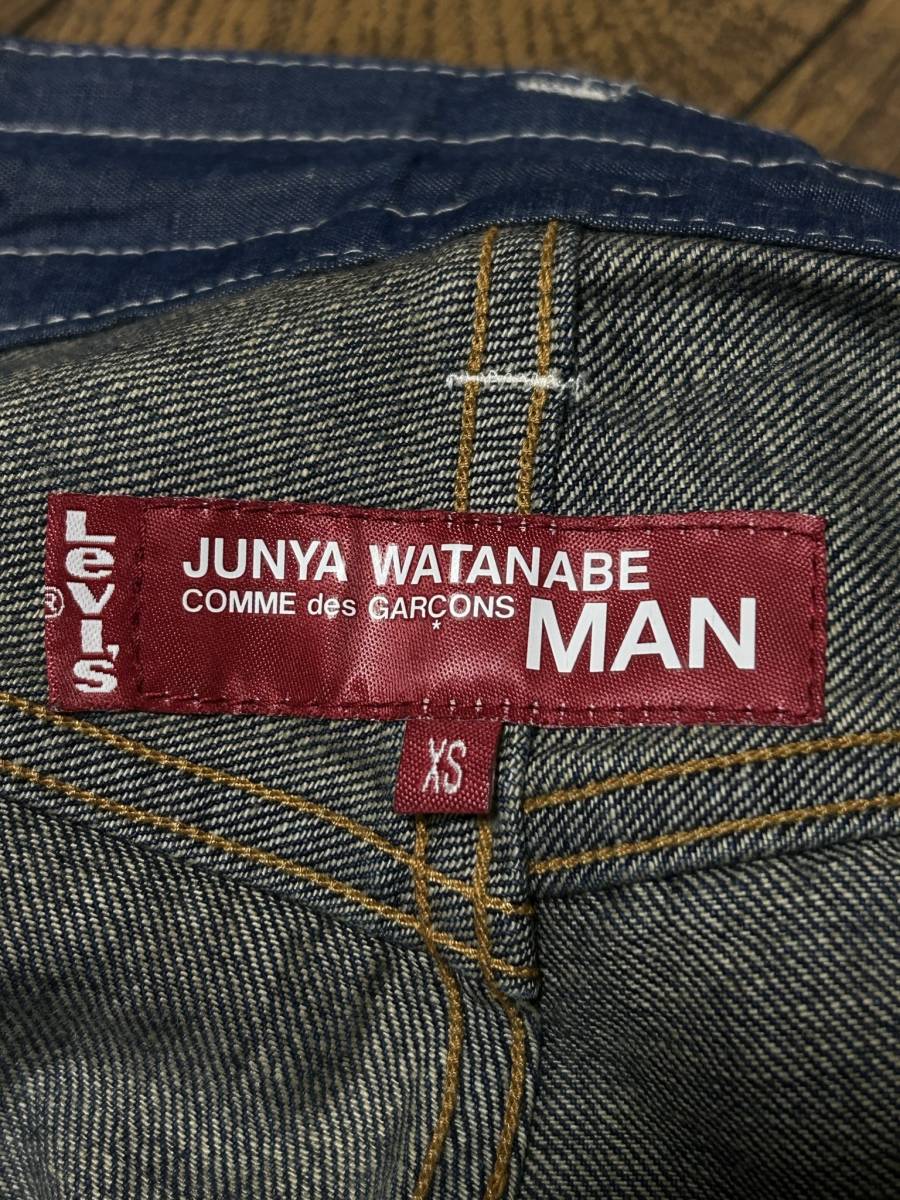 Levi's
®
JUNYA WATANABE
COMME des GARÇONS MAN
*
XS